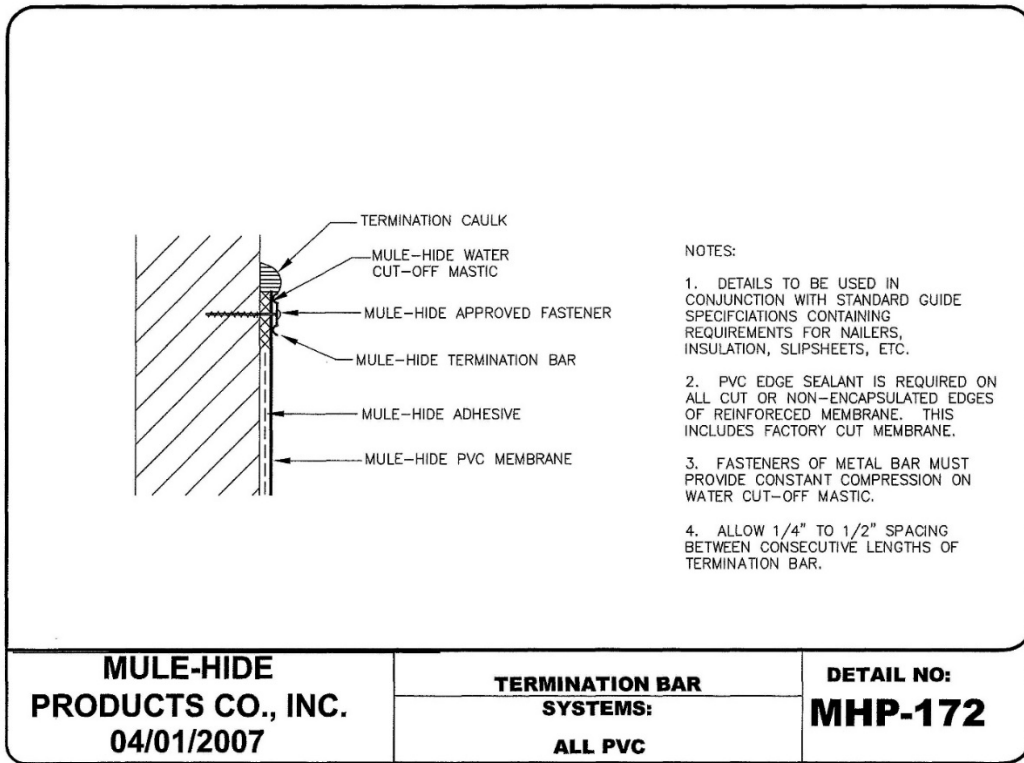 TERMINATION CAULK
MULE-HIDE WATER
CUT-OFF MASTIC
MULE-HIDE APPROVED FASTENER
MULE-HIDE TERMINATION BAR
MULE-HIDE ADHESIVE
MULE-HIDE PVC MEMBRANE
NOTES:
1. DETAILS TO BE USED IN
CONJUNCTION WITH STANDARD GUIDE
SPECIFCIATIONS CONTAINING
REQUIREMENTS FOR NAILERS,
INSULATION, SLIPSHEETS, ETC.
2. PVC EDGE SEALANT IS REQUIRED ON
ALL CUT OR NON-ENCAPSULATED EDGES
OF REINFORECED MEMBRANE. THIS
INCLUDES FACTORY CUT MEMBRANE.
3. FASTENERS OF METAL BAR MUST
PROVIDE CONSTANT COMPRESSION ON
WATER CUT-OFF MASTIC.
4. ALLOW 1/4" TO 1/2" SPACING
BETWEEN CONSECUTIVE LENGTHS OF
TERMINATION BAR.
MULE-HIDE
PRODUCTS CO., INC.
04/01/2007
TERMINATION BAR
SYSTEMS:
ALL PVC
DETAIL NO:
MHP-172